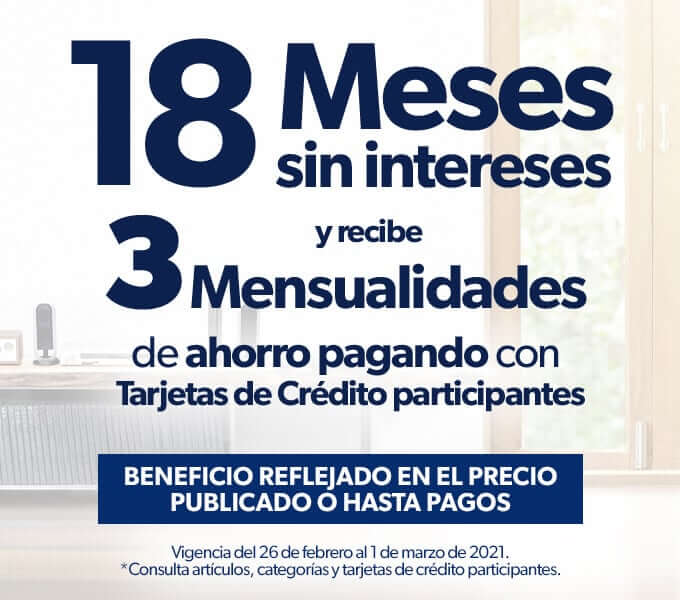 18 Meses
sin intereses
y recibe
3 Mensualidades
de ahorro pagando con
Tarjetas de Crédito participantes
BENEFICIO REFLEJADO EN EL PRECIO
PUBLICADO O HASTA PAGOS
Vigencia del 26 de febrero al 1 de marzo de 2021.
*Consulta artículos, categorías y tarjetas de crédito participantes.